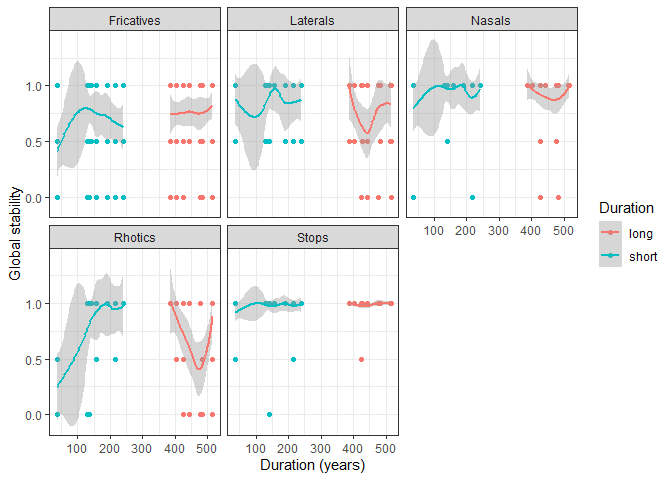 Fricatives Laterals Nasals
1.0
0.5
0.0
Rhotics Stops 100 200 300 400 500
1.0
0.5
0.0
100 200 300 400 500 100 200 300 400 500
Duration (years)
Global stability
Duration
long
short